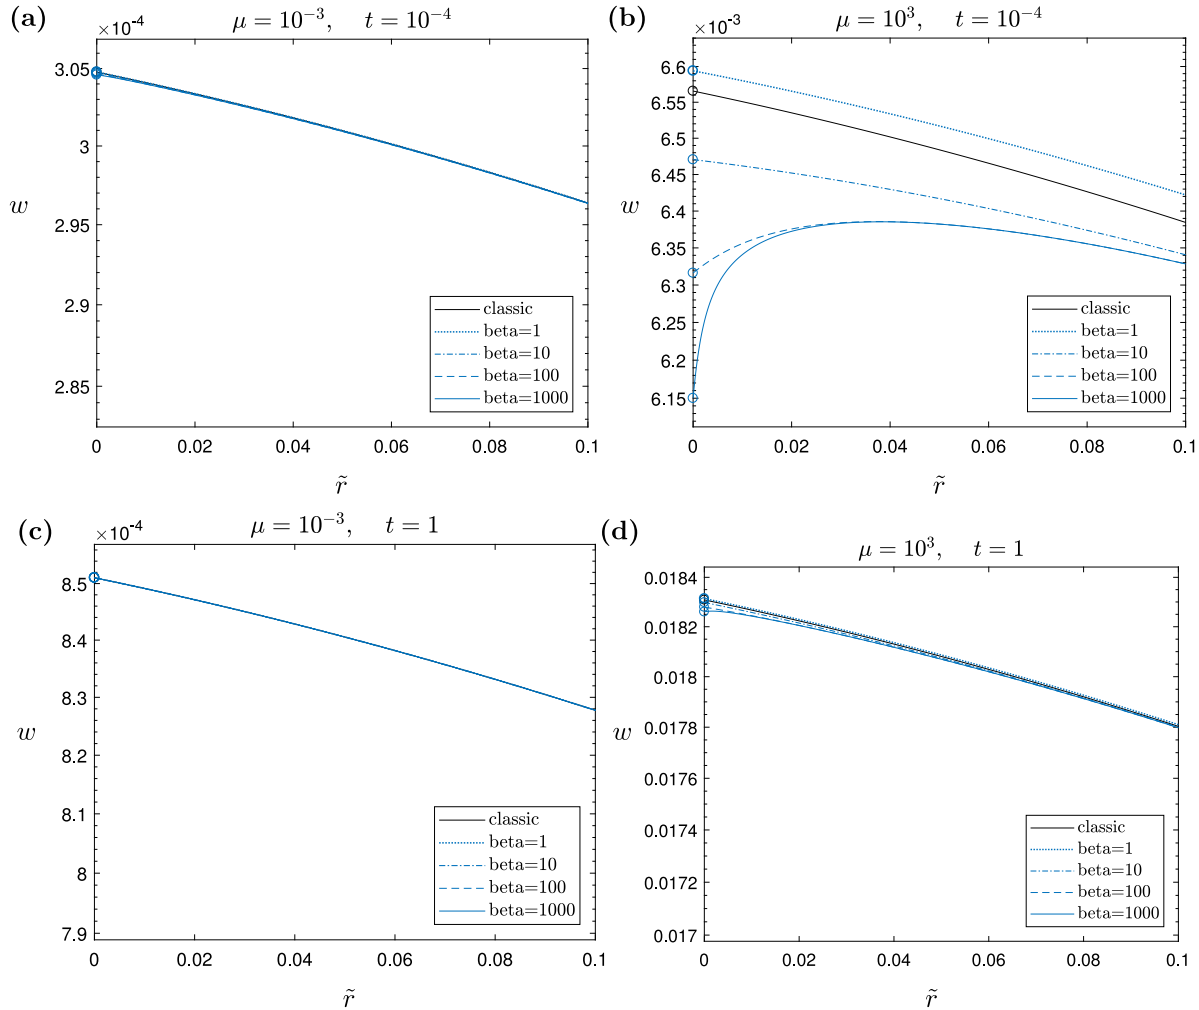 (a)
μ = 10⁻³, t = 10⁻⁴
×10⁻⁴
3.05
3
2.95
2.9
2.85
w
0 0.02 0.04 0.06 0.08 0.1
r̃
classic
beta=1
beta=10
beta=100
beta=1000
(b)
μ = 10³, t = 10⁻⁴
×10⁻³
6.6
6.55
6.5
6.45
6.4
6.35
6.3
6.25
6.2
6.15
w
0 0.02 0.04 0.06 0.08 0.1
r̃
classic
beta=1
beta=10
beta=100
beta=1000
(c)
μ = 10⁻³, t = 1
×10⁻⁴
8.5
8.4
8.3
8.2
8.1
8
7.9
w
0 0.02 0.04 0.06 0.08 0.1
r̃
classic
beta=1
beta=10
beta=100
beta=1000
(d)
μ = 10³, t = 1
0.0184
0.0182
0.018
0.0178
0.0176
0.0174
0.0172
0.017
w
0 0.02 0.04 0.06 0.08 0.1
r̃
classic
beta=1
beta=10
beta=100
beta=1000